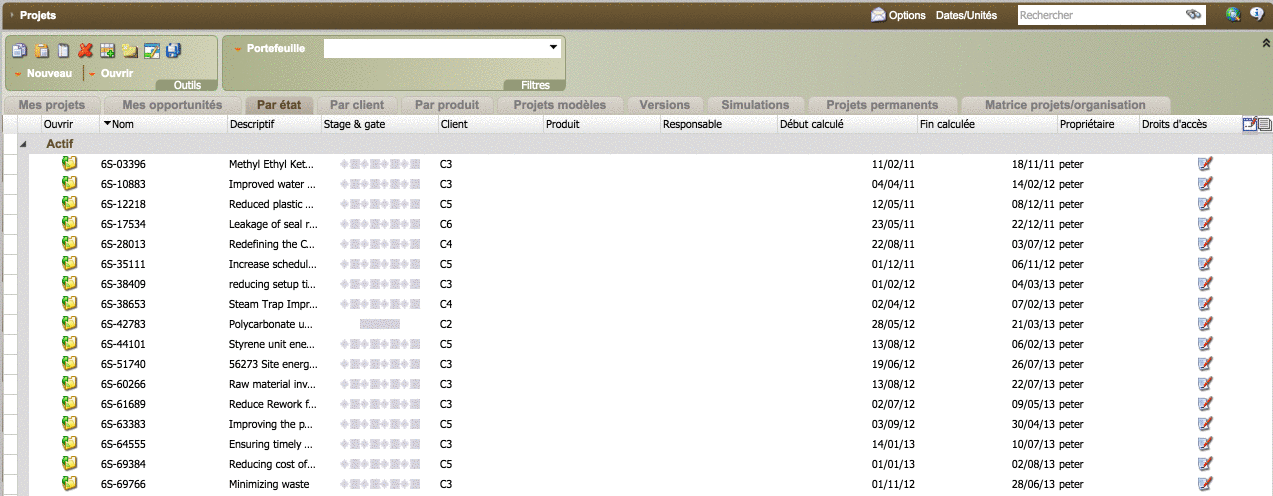 Projets Options Dates/Unités Rechercher
Portefeuille
Nouveau Ouvrir
Outils Filtres
Mes projets Mes opportunités Par état Par client Par produit Projets modèles Versions Simulations Projets permanents Matrice projets/organisation
Ouvrir Nom Descriptif Stage & gate Client Produit Responsable Début calculé Fin calculée Propriétaire Droits d'accès
Actif
6S-03396 Methyl Ethyl Ket... C3 11/02/11 18/11/11 peter
6S-10883 Improved water ... C3 04/04/11 14/02/12 peter
6S-12218 Reduced plastic ... C5 12/05/11 08/12/11 peter
6S-17534 Leakage of seal r... C6 23/05/11 22/12/11 peter
6S-28013 Redefining the C... C4 22/08/11 03/07/12 peter
6S-35111 Increase schedul... C5 01/12/11 06/11/12 peter
6S-38409 reducing setup ti... C3 01/02/12 04/03/13 peter
6S-38653 Steam Trap Impr... C4 02/04/12 07/02/13 peter
6S-42783 Polycarbonate u... C2 28/05/12 21/03/13 peter
6S-44101 Styrene unit ene... C5 13/08/12 06/02/13 peter
6S-51740 56273 Site energ... C3 19/06/12 26/07/13 peter
6S-60266 Raw material inv... C3 13/08/12 22/07/13 peter
6S-61689 Reduce Rework f... C3 02/07/12 09/05/13 peter
6S-63383 Improving the p... C5 03/09/12 30/04/13 peter
6S-64555 Ensuring timely ... C3 14/01/13 10/07/13 peter
6S-69384 Reducing cost of... C5 01/01/13 02/08/13 peter
6S-69766 Minimizing waste C3 01/11/12 28/06/13 peter